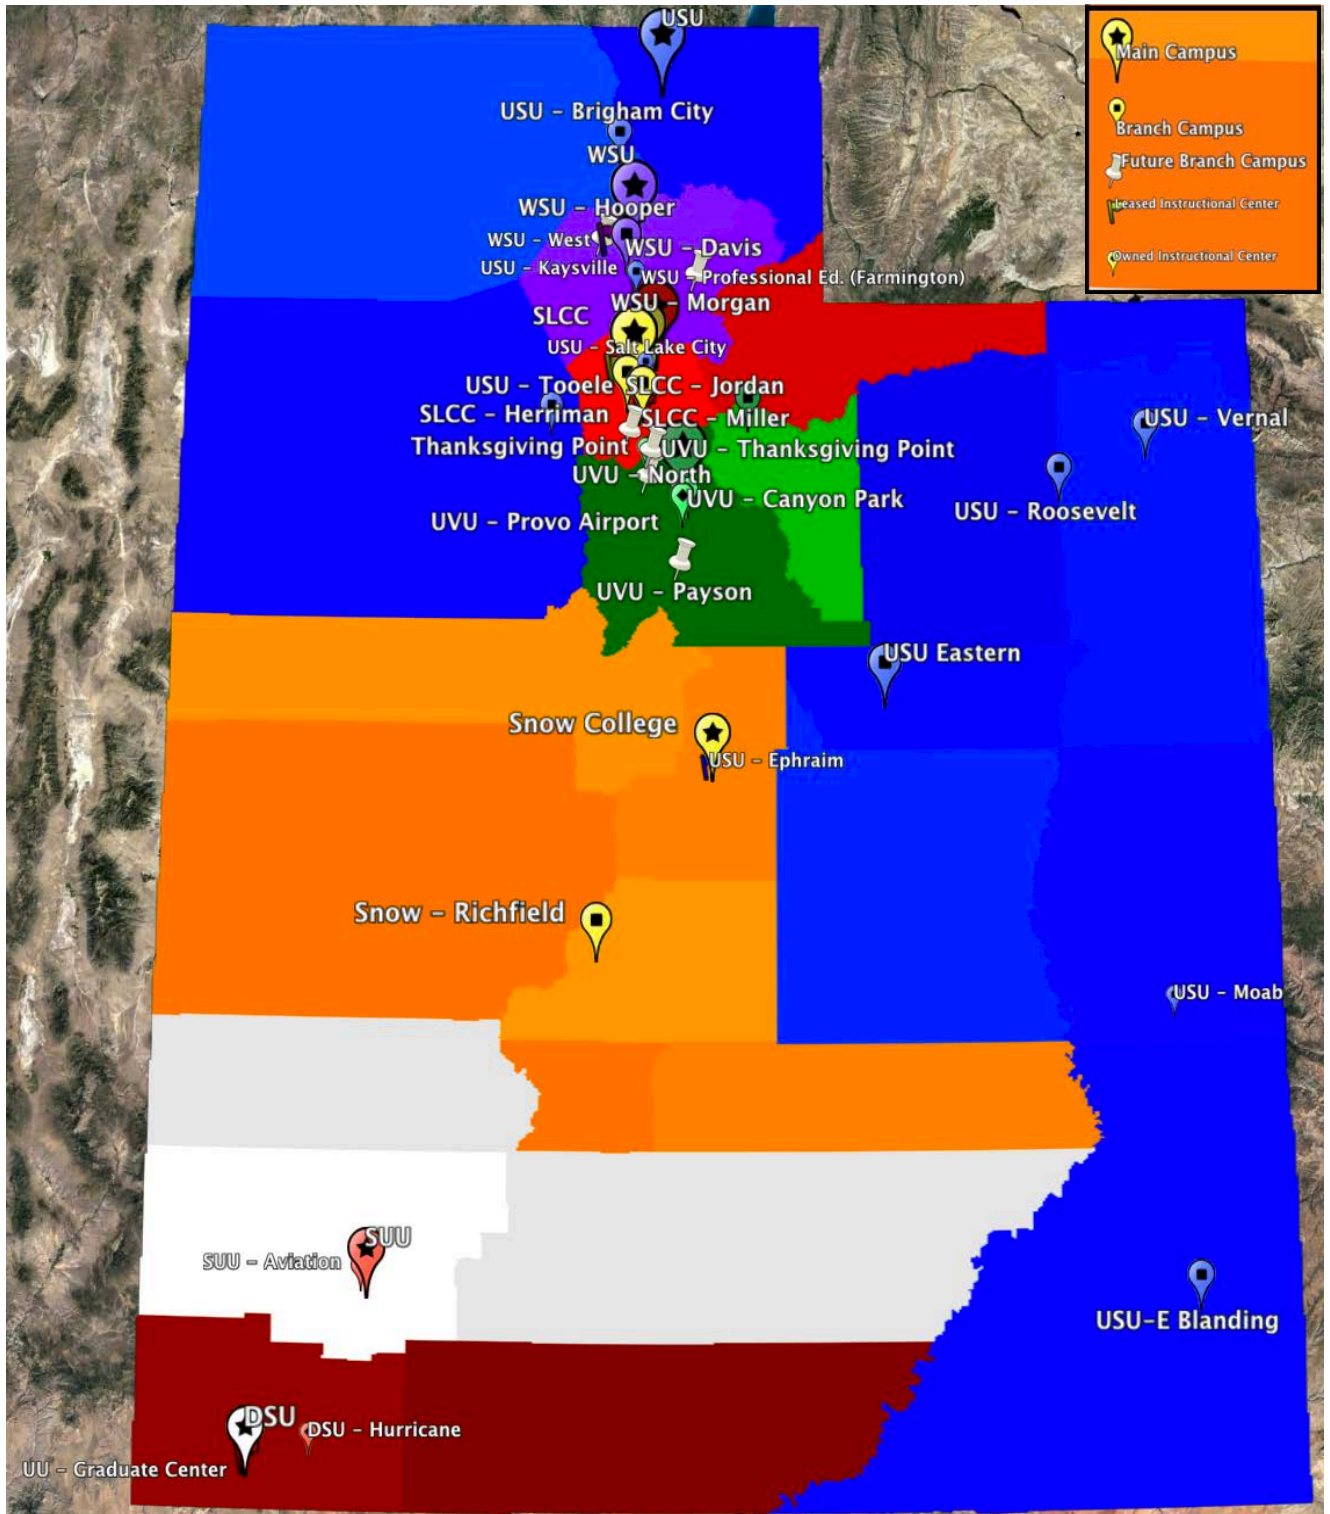 USU
Main Campus
USU - Brigham City
Branch Campus
WSU
Future Branch Campus
WSU - Hooper
Leased Instructional Center
WSU - West
WSU - Davis
Owned Instructional Center
USU - Kaysville
WSU - Professional Ed. (Farmington)
WSU - Morgan
SLCC
USU - Salt Lake City
USU - Tooele
SLCC - Jordan
SLCC - Herriman
SLCC - Miller
USU - Vernal
Thanksgiving Point
UVU - Thanksgiving Point
UVU - North
UVU - Canyon Park
USU - Roosevelt
UVU - Provo Airport
UVU - Payson
USU Eastern
Snow College
USU - Ephraim
Snow - Richfield
USU - Moab
SUU
SUU - Aviation
USU-E Blanding
DSU
DSU - Hurricane
UU - Graduate Center